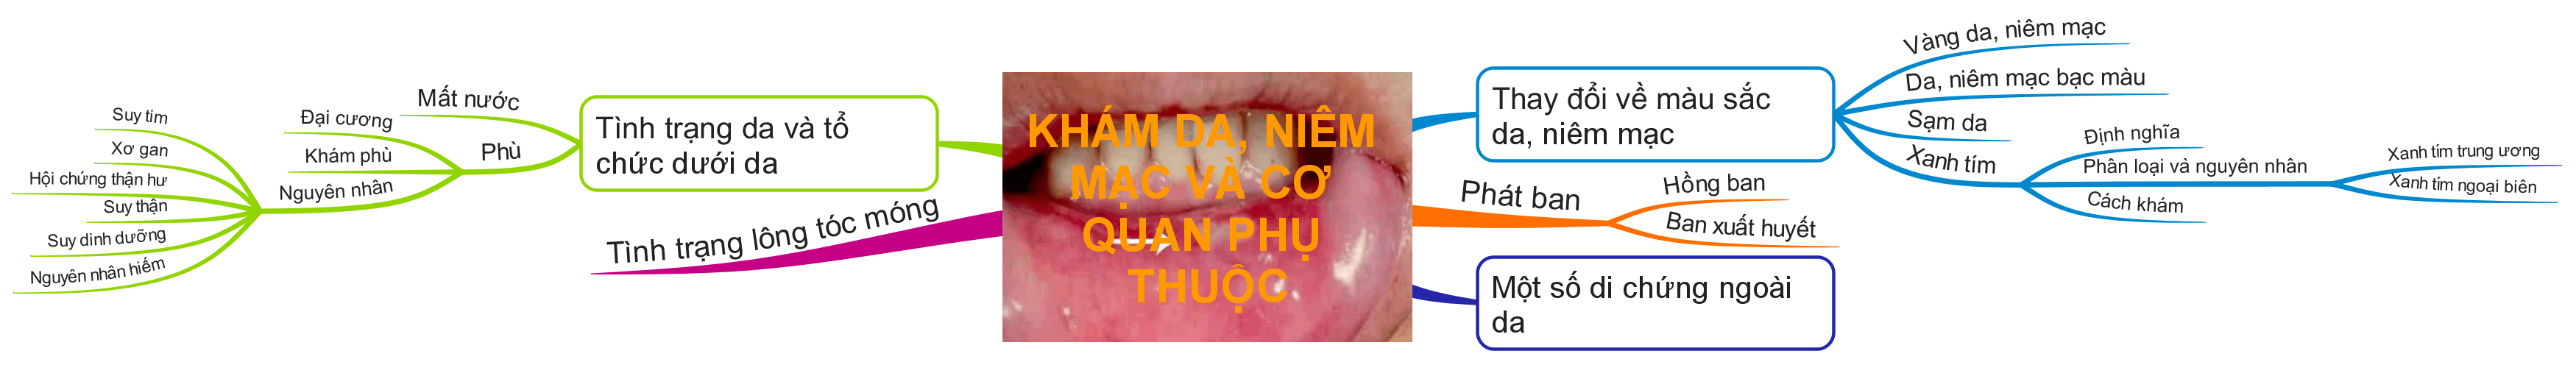 KHÁM DA, NIÊM
MẠC VÀ CƠ
QUAN PHỤ
THUỘC
Thay đổi về màu sắc
da, niêm mạc
Vàng da, niêm mạc
Da, niêm mạc bạc màu
Sạm da
Xanh tím
Định nghĩa
Phân loại và nguyên nhân
Xanh tím trung ương
Xanh tím ngoại biên
Cách khám
Phát ban
Hồng ban
Ban xuất huyết
Một số di chứng ngoài
da
Tình trạng da và tổ
chức dưới da
Mất nước
Phù
Đại cương
Khám phù
Nguyên nhân
Suy tim
Xơ gan
Hội chứng thận hư
Suy thận
Suy dinh dưỡng
Nguyên nhân hiếm
Tình trạng lông tóc móng